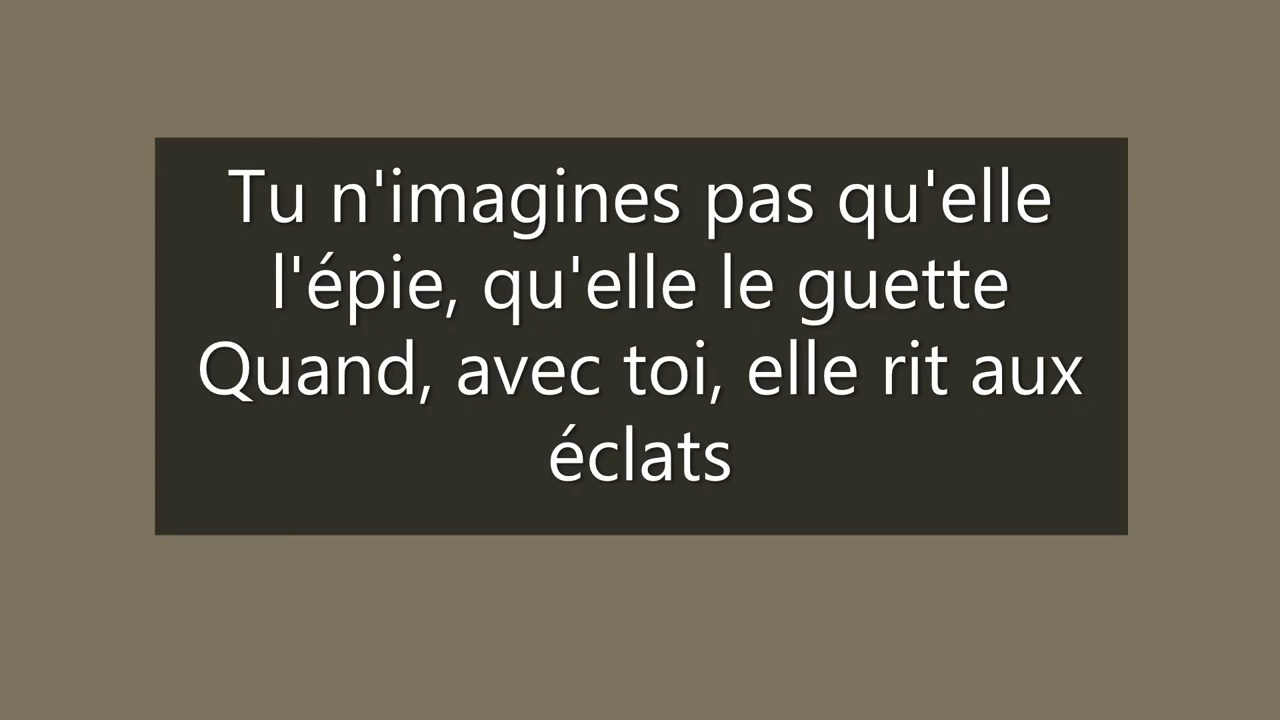 Tu n'imagines pas qu'elle
l'épie, qu'elle le guette
Quand, avec toi, elle rit aux
éclats